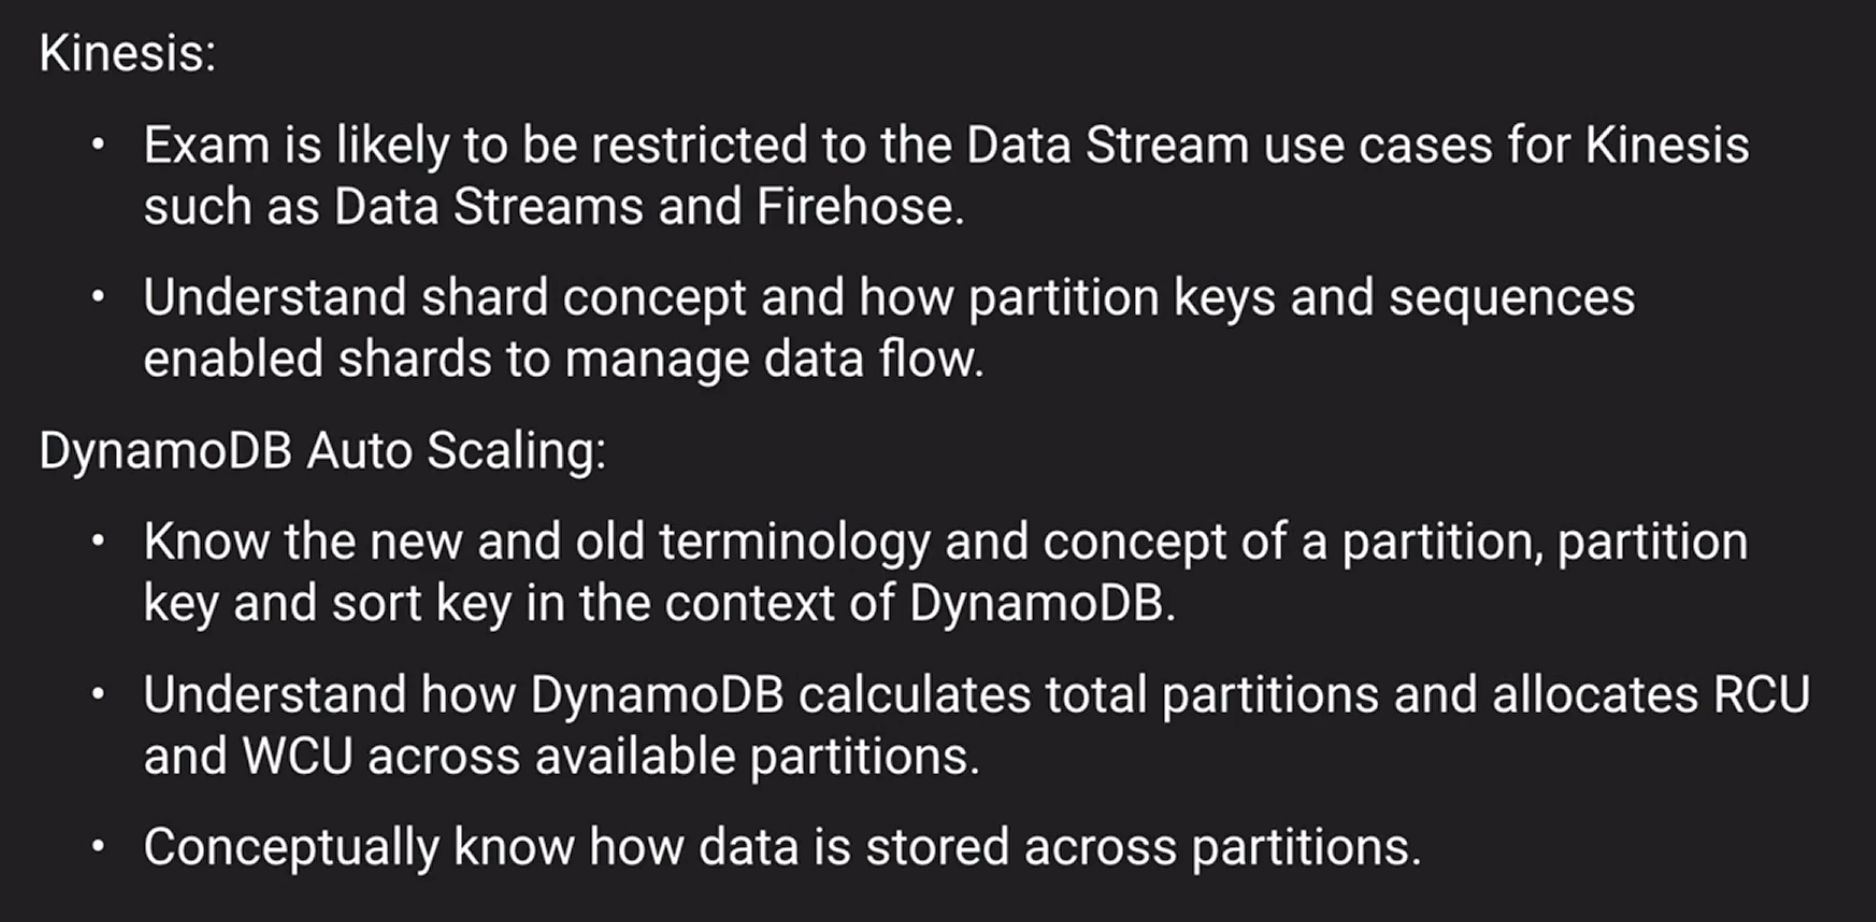 Kinesis:
• Exam is likely to be restricted to the Data Stream use cases for Kinesis
such as Data Streams and Firehose.
• Understand shard concept and how partition keys and sequences
enabled shards to manage data flow.
DynamoDB Auto Scaling:
• Know the new and old terminology and concept of a partition, partition
key and sort key in the context of DynamoDB.
• Understand how DynamoDB calculates total partitions and allocates RCU
and WCU across available partitions.
• Conceptually know how data is stored across partitions.